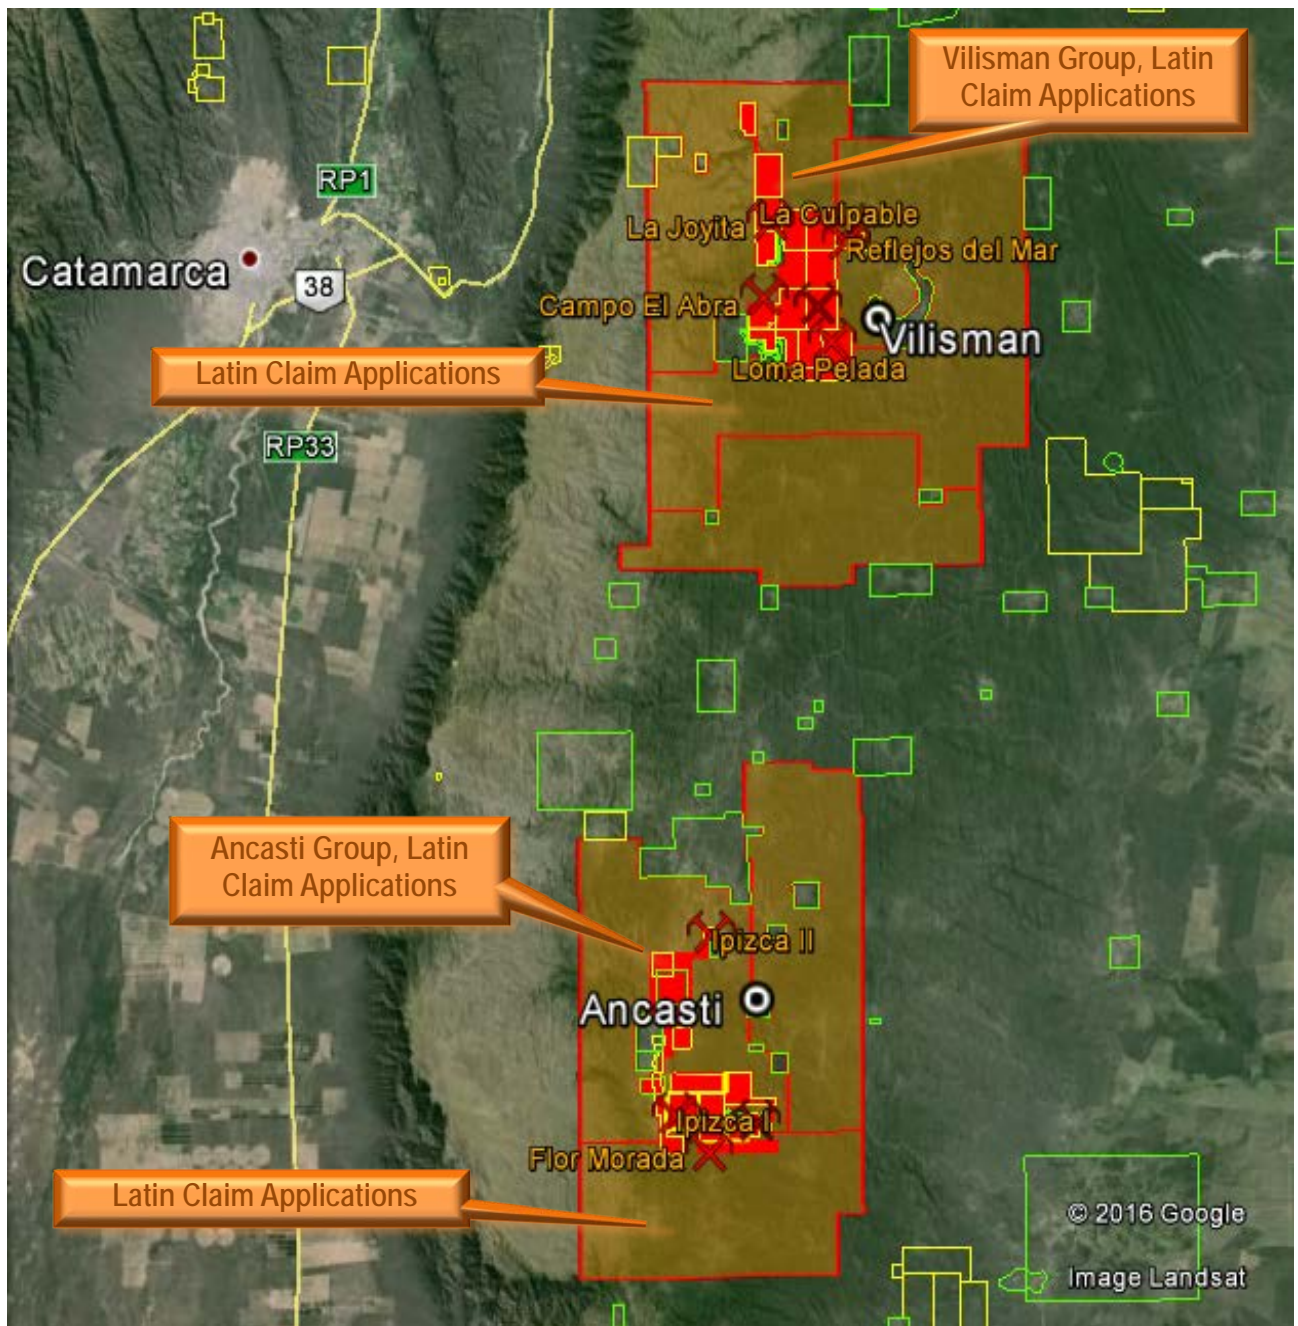 Vilisman Group, Latin
Claim Applications
RP1
La Joyita
La Culpable
Reflejos del Mar
Catamarca
38
Campo El Abra
Vilisman
Latin Claim Applications
Loma Pelada
RP33
Ancasti Group, Latin
Claim Applications
Ipizca II
Ancasti
Ipizca I
Flor Morada
Latin Claim Applications
© 2016 Google
Image Landsat